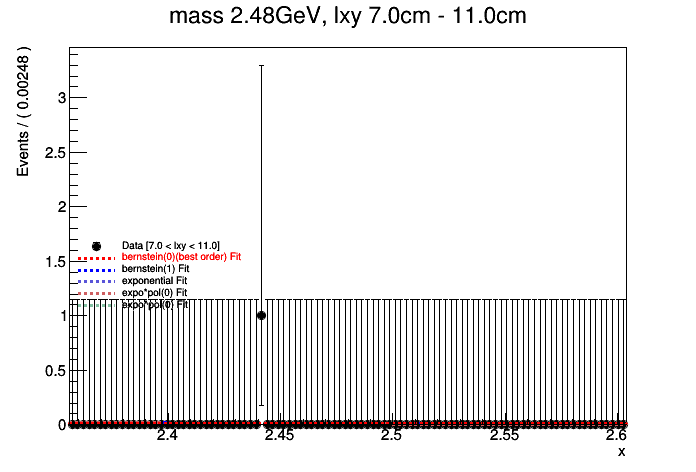 mass 2.48GeV, lxy 7.0cm - 11.0cm
Events / ( 0.00248 )
3
2.5
2
1.5
1
0.5
0
Data [7.0 < lxy < 11.0]
bernstein(0)(best order) Fit
bernstein(1) Fit
exponential Fit
expo*pol(0) Fit
expo*pol(0) Fit
2.4
2.45
2.5
2.55
2.6
x